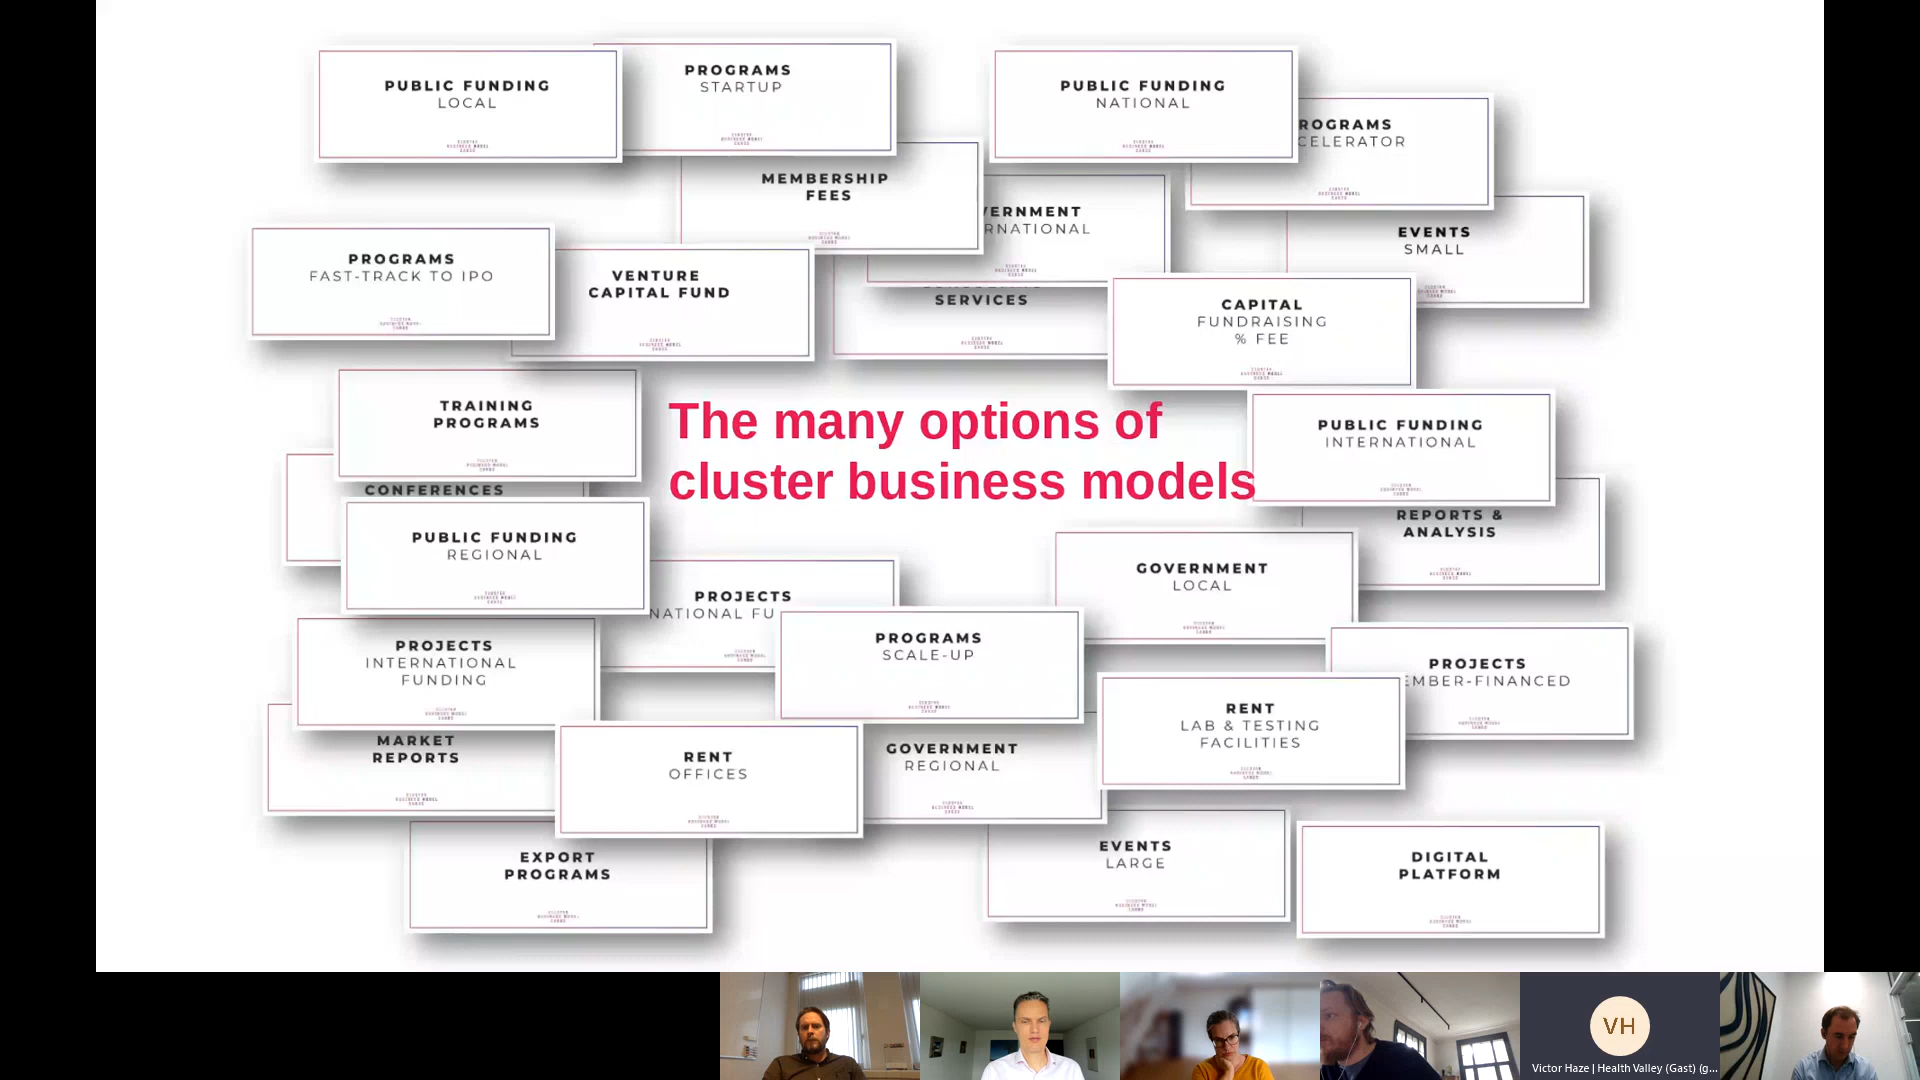 PUBLIC FUNDING
LOCAL
PROGRAMS
STARTUP
PUBLIC FUNDING
NATIONAL
ROGRAMS
CELERATOR
MEMBERSHIP
FEES
VERNMENT
RNATIONAL
EVENTS
SMALL
PROGRAMS
FAST-TRACK TO IPO
VENTURE
CAPITAL FUND
SERVICES
CAPITAL
FUNDRAISING
% FEE
TRAINING
PROGRAMS
The many options of
cluster business models
PUBLIC FUNDING
INTERNATIONAL
CONFERENCES
REPORTS &
ANALYSIS
PUBLIC FUNDING
REGIONAL
PROJECTS
NATIONAL FU
GOVERNMENT
LOCAL
PROJECTS
INTERNATIONAL
FUNDING
PROGRAMS
SCALE-UP
PROJECTS
EMBER-FINANCED
MARKET
REPORTS
RENT
OFFICES
GOVERNMENT
REGIONAL
RENT
LAB & TESTING
FACILITIES
EXPORT
PROGRAMS
EVENTS
LARGE
DIGITAL
PLATFORM
VH
Victor Haze | Health Valley (Gast) (g...